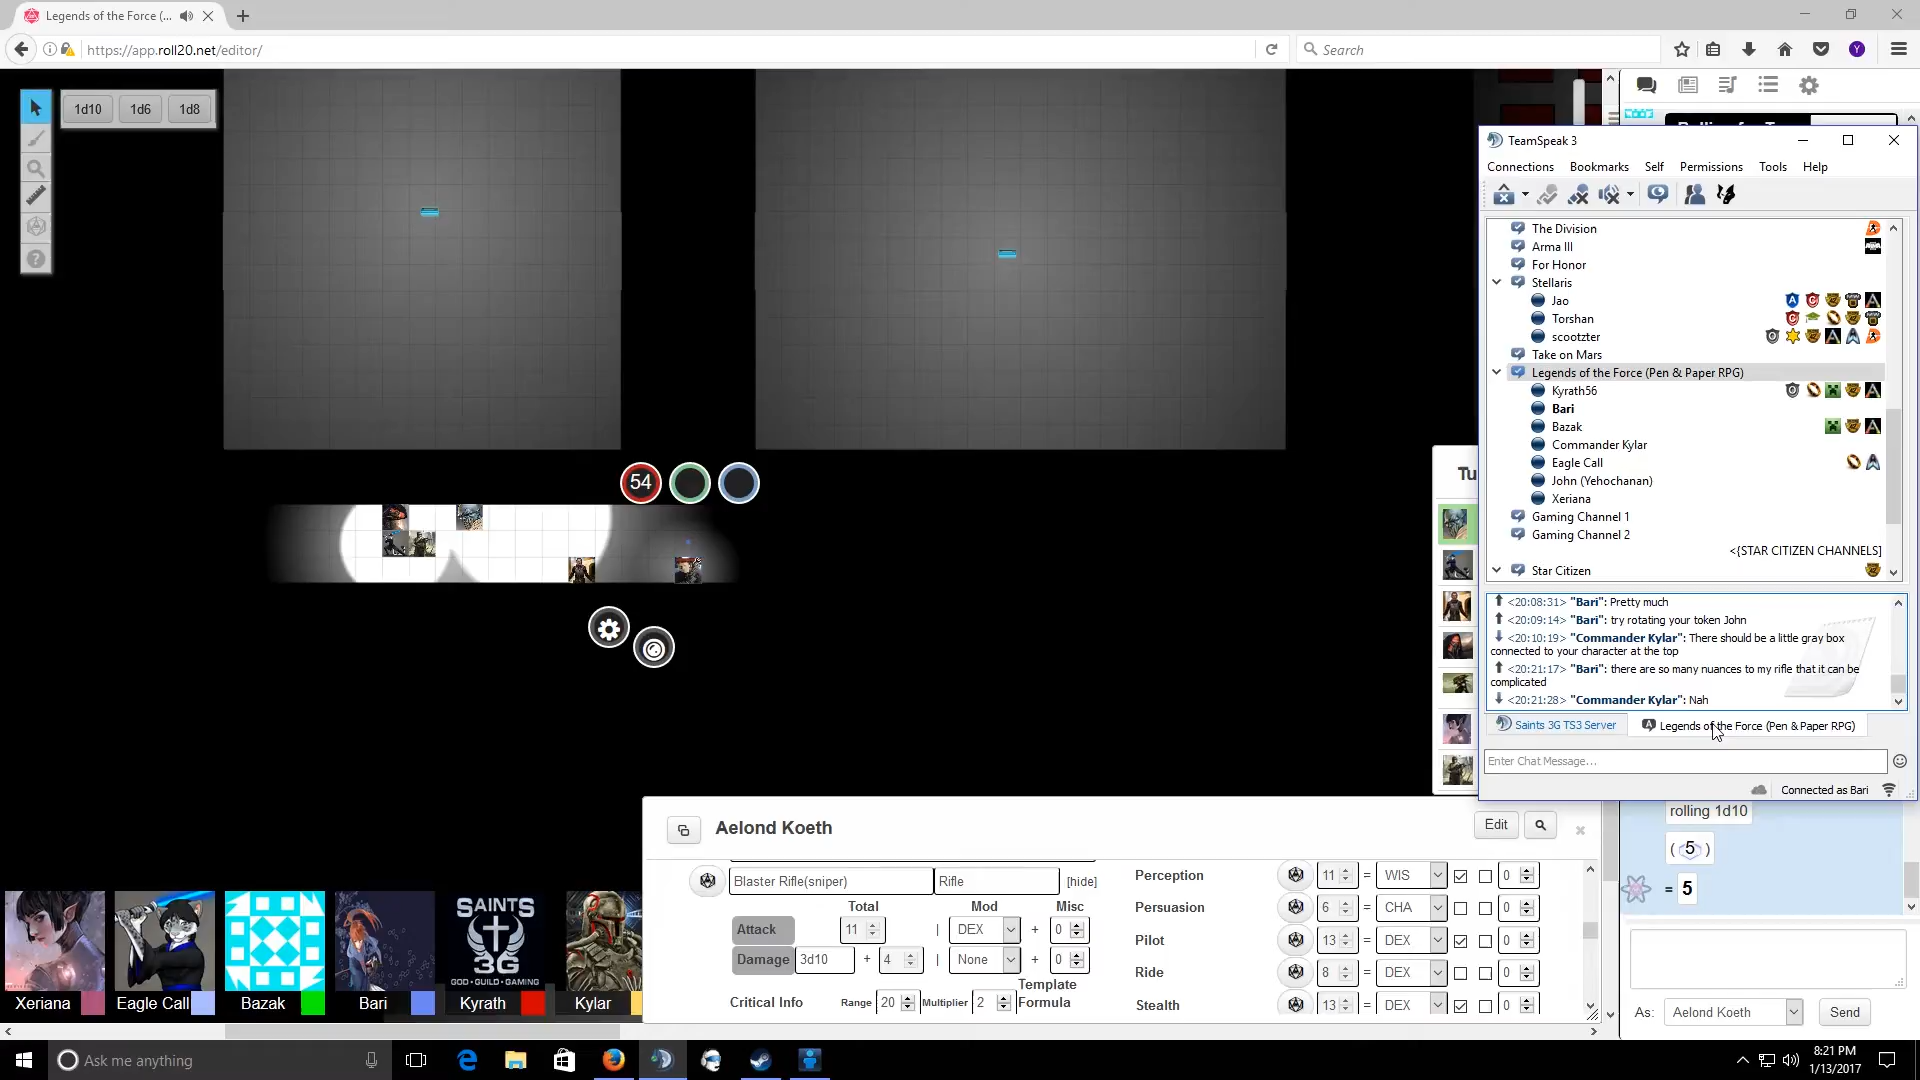 Legends of the Force (...
https://app.roll20.net/editor/
Search
1d10 1d6 1d8
54
Tu
TeamSpeak 3
Connections Bookmarks Self Permissions Tools Help
The Division
Arma III
For Honor
Stellaris
Jao
Torshan
scootzter
Take on Mars
Legends of the Force (Pen & Paper RPG)
Kyrath56
Bari
Bazak
Commander Kylar
Eagle Call
John (Yehochanan)
Xeriana
Gaming Channel 1
Gaming Channel 2
<{STAR CITIZEN CHANNELS]
Star Citizen
<20:08:31> "Bari": Pretty much
<20:09:14> "Bari": try rotating your token John
<20:10:19> "Commander Kylar": There should be a little gray box
connected to your character at the top
<20:21:17> "Bari": there are so many nuances to my rifle that it can be
complicated
<20:21:28> "Commander Kylar": Nah
Saints 3G TS3 Server Legends of the Force (Pen & Paper RPG)
Enter Chat Message...
Connected as Bari
rolling 1d10
(5)
= 5
As: Aelond Koeth Send
Aelond Koeth Edit
Blaster Rifle(sniper) Rifle [hide]
Total Mod Misc
Attack 11 | DEX + 0
Damage 3d10 + 4 | None + 0
Critical Info Range 20 Multiplier 2 Template
Formula
Perception 11 = WIS 0
Persuasion 6 = CHA 0
Pilot 13 = DEX 0
Ride 8 = DEX 0
Stealth 13 = DEX 0
SAINTS
3G
GOD · GUILD · GAMING
Xeriana Eagle Call Bazak Bari Kyrath Kylar
Ask me anything
8:21 PM
1/13/2017